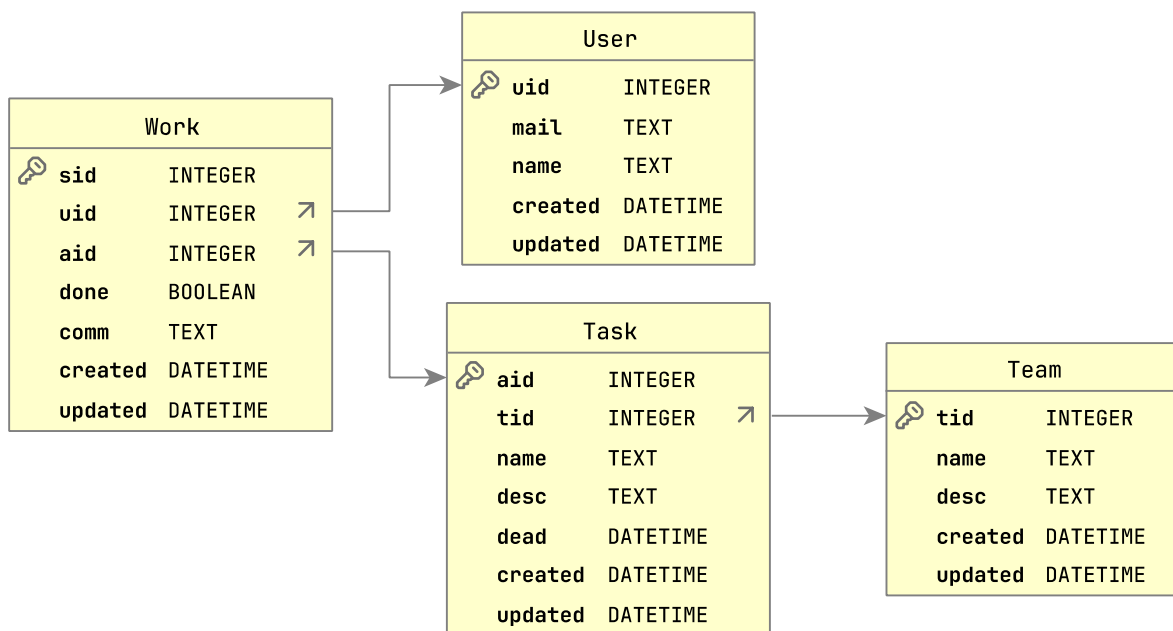 User
uid INTEGER
mail TEXT
name TEXT
created DATETIME
updated DATETIME
Work
sid INTEGER
uid INTEGER
aid INTEGER
done BOOLEAN
comm TEXT
created DATETIME
updated DATETIME
Task
aid INTEGER
tid INTEGER
name TEXT
desc TEXT
dead DATETIME
created DATETIME
updated DATETIME
Team
tid INTEGER
name TEXT
desc TEXT
created DATETIME
updated DATETIME